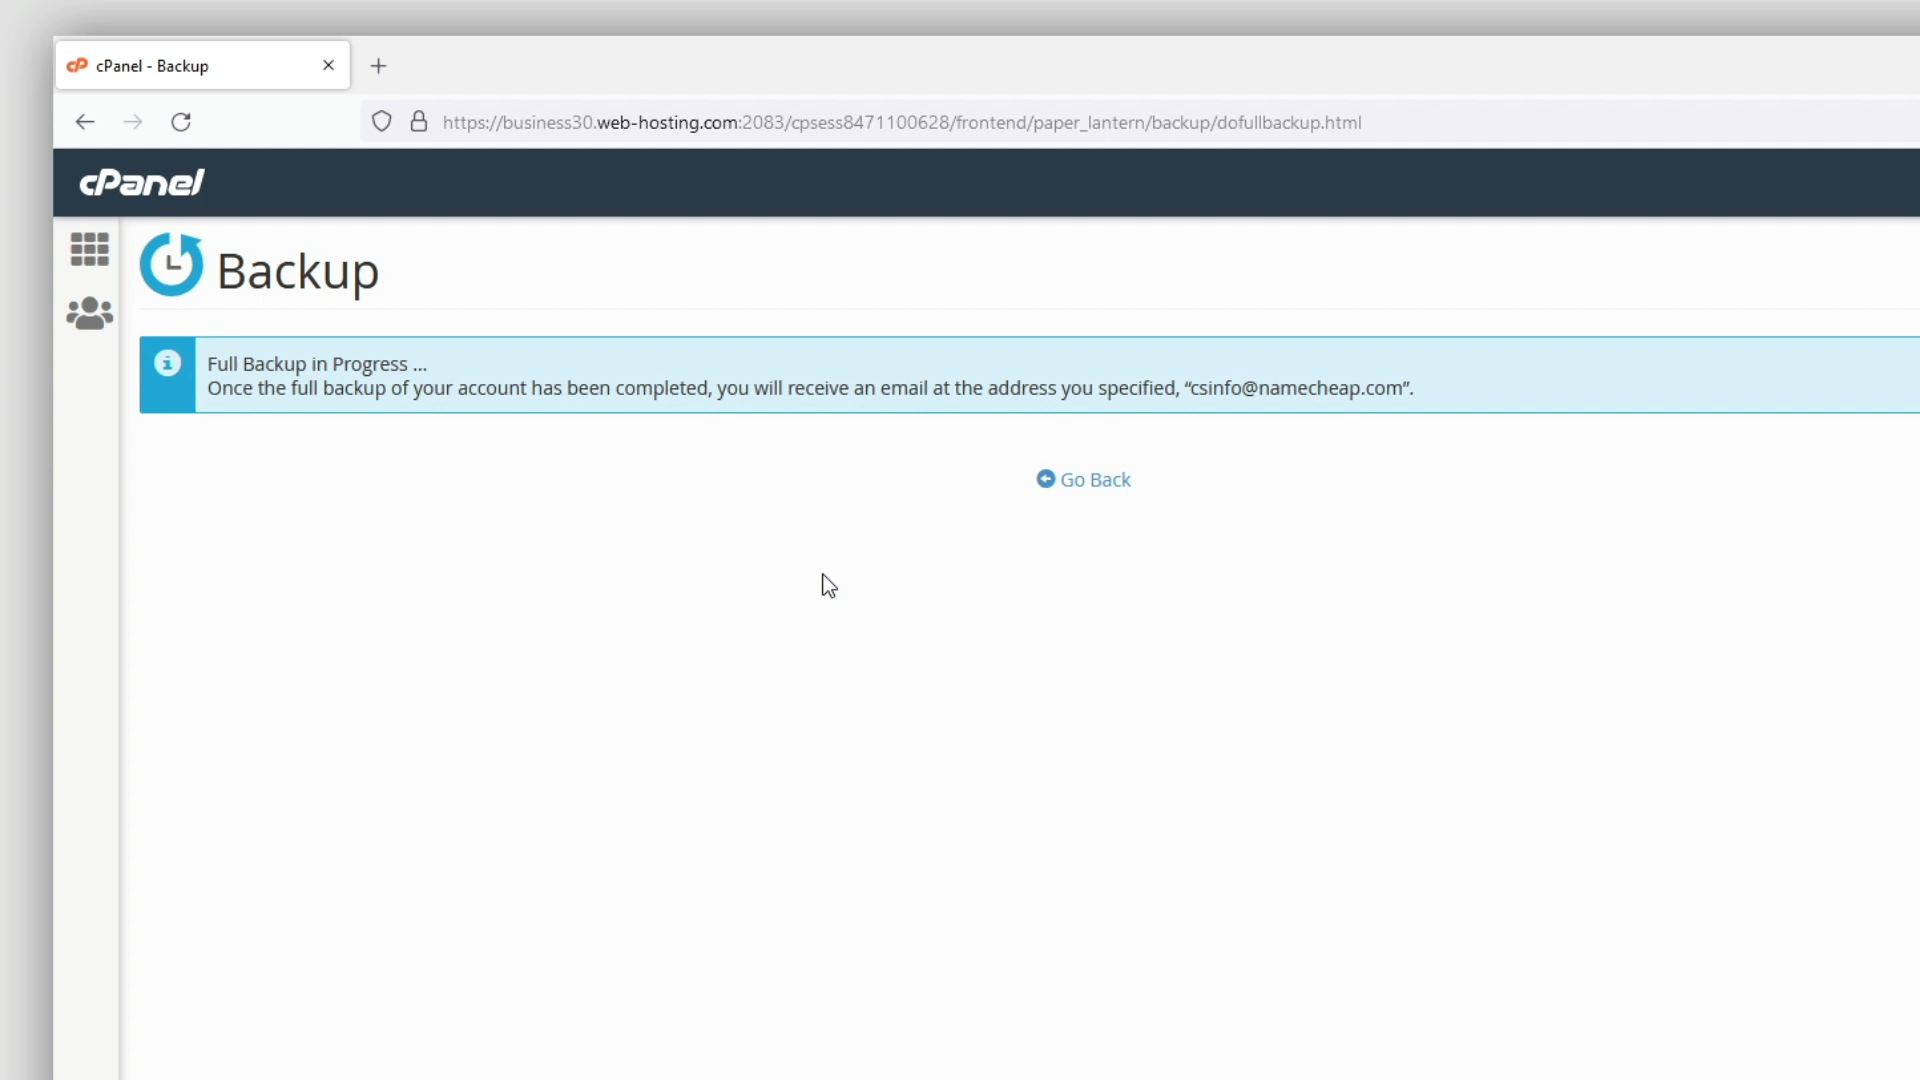 cP cPanel - Backup
https://business30.web-hosting.com:2083/cpsess8471100628/frontend/paper_lantern/backup/dofullbackup.html
cPanel
Backup
Full Backup in Progress ...
Once the full backup of your account has been completed, you will receive an email at the address you specified, “csinfo@namecheap.com”.
Go Back